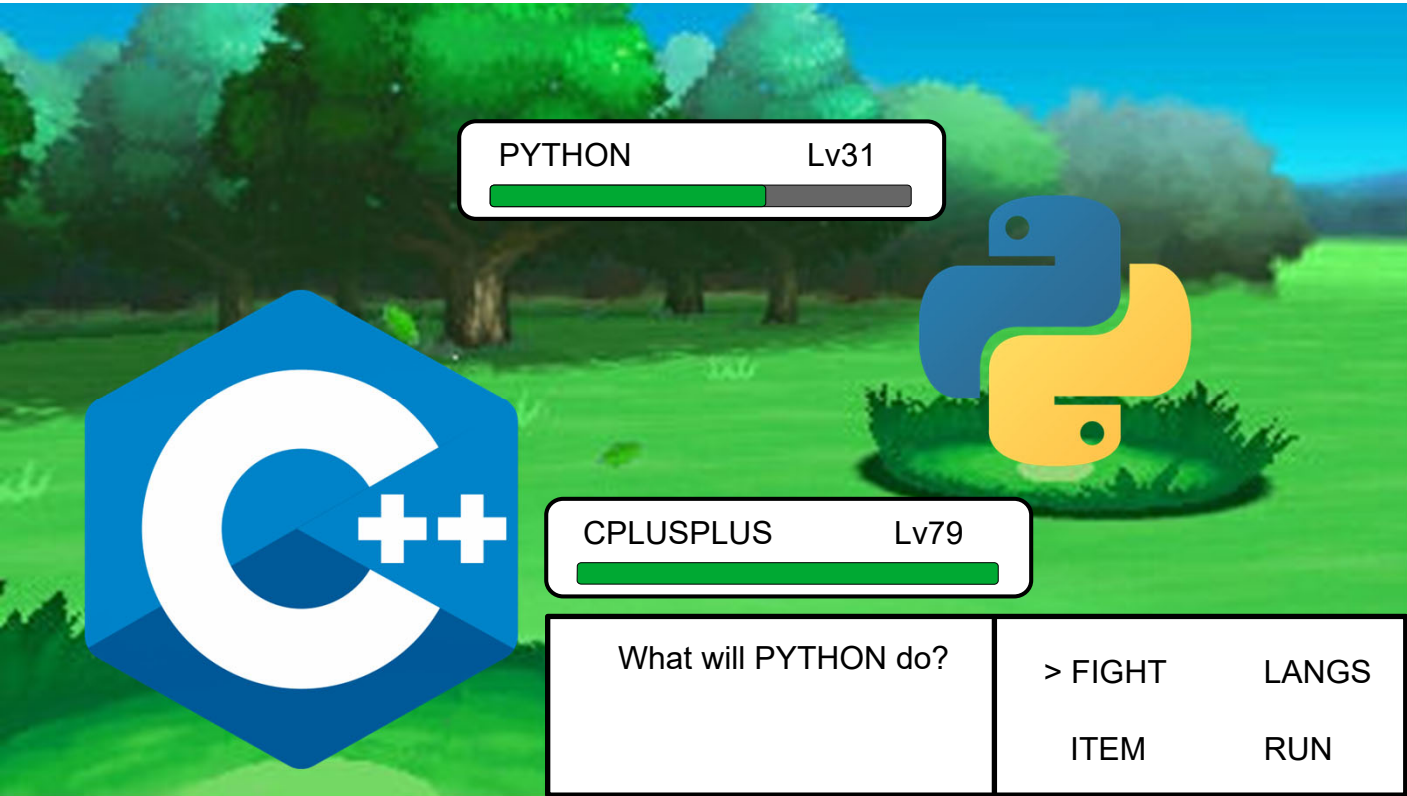 PYTHON Lv31
C++
CPLUSPLUS Lv79
What will PYTHON do?
> FIGHT LANGS
ITEM RUN